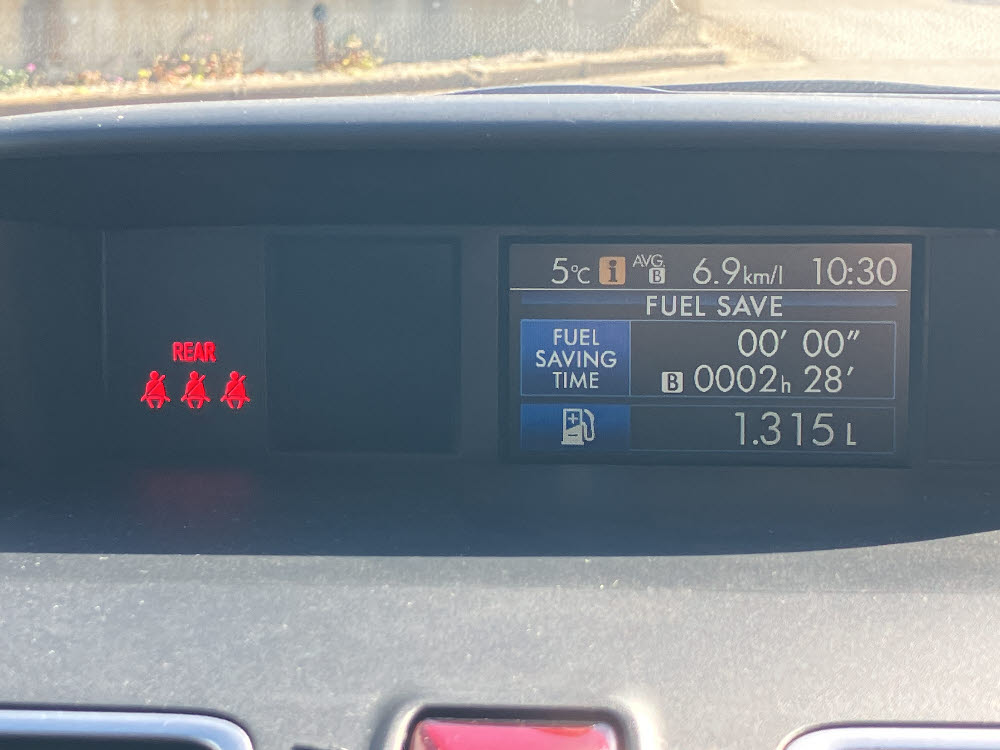 5°C i AVG. B 6.9km/l 10:30
FUEL SAVE
REAR
FUEL SAVING TIME
00' 00"
B 0002h 28'
1.315 L